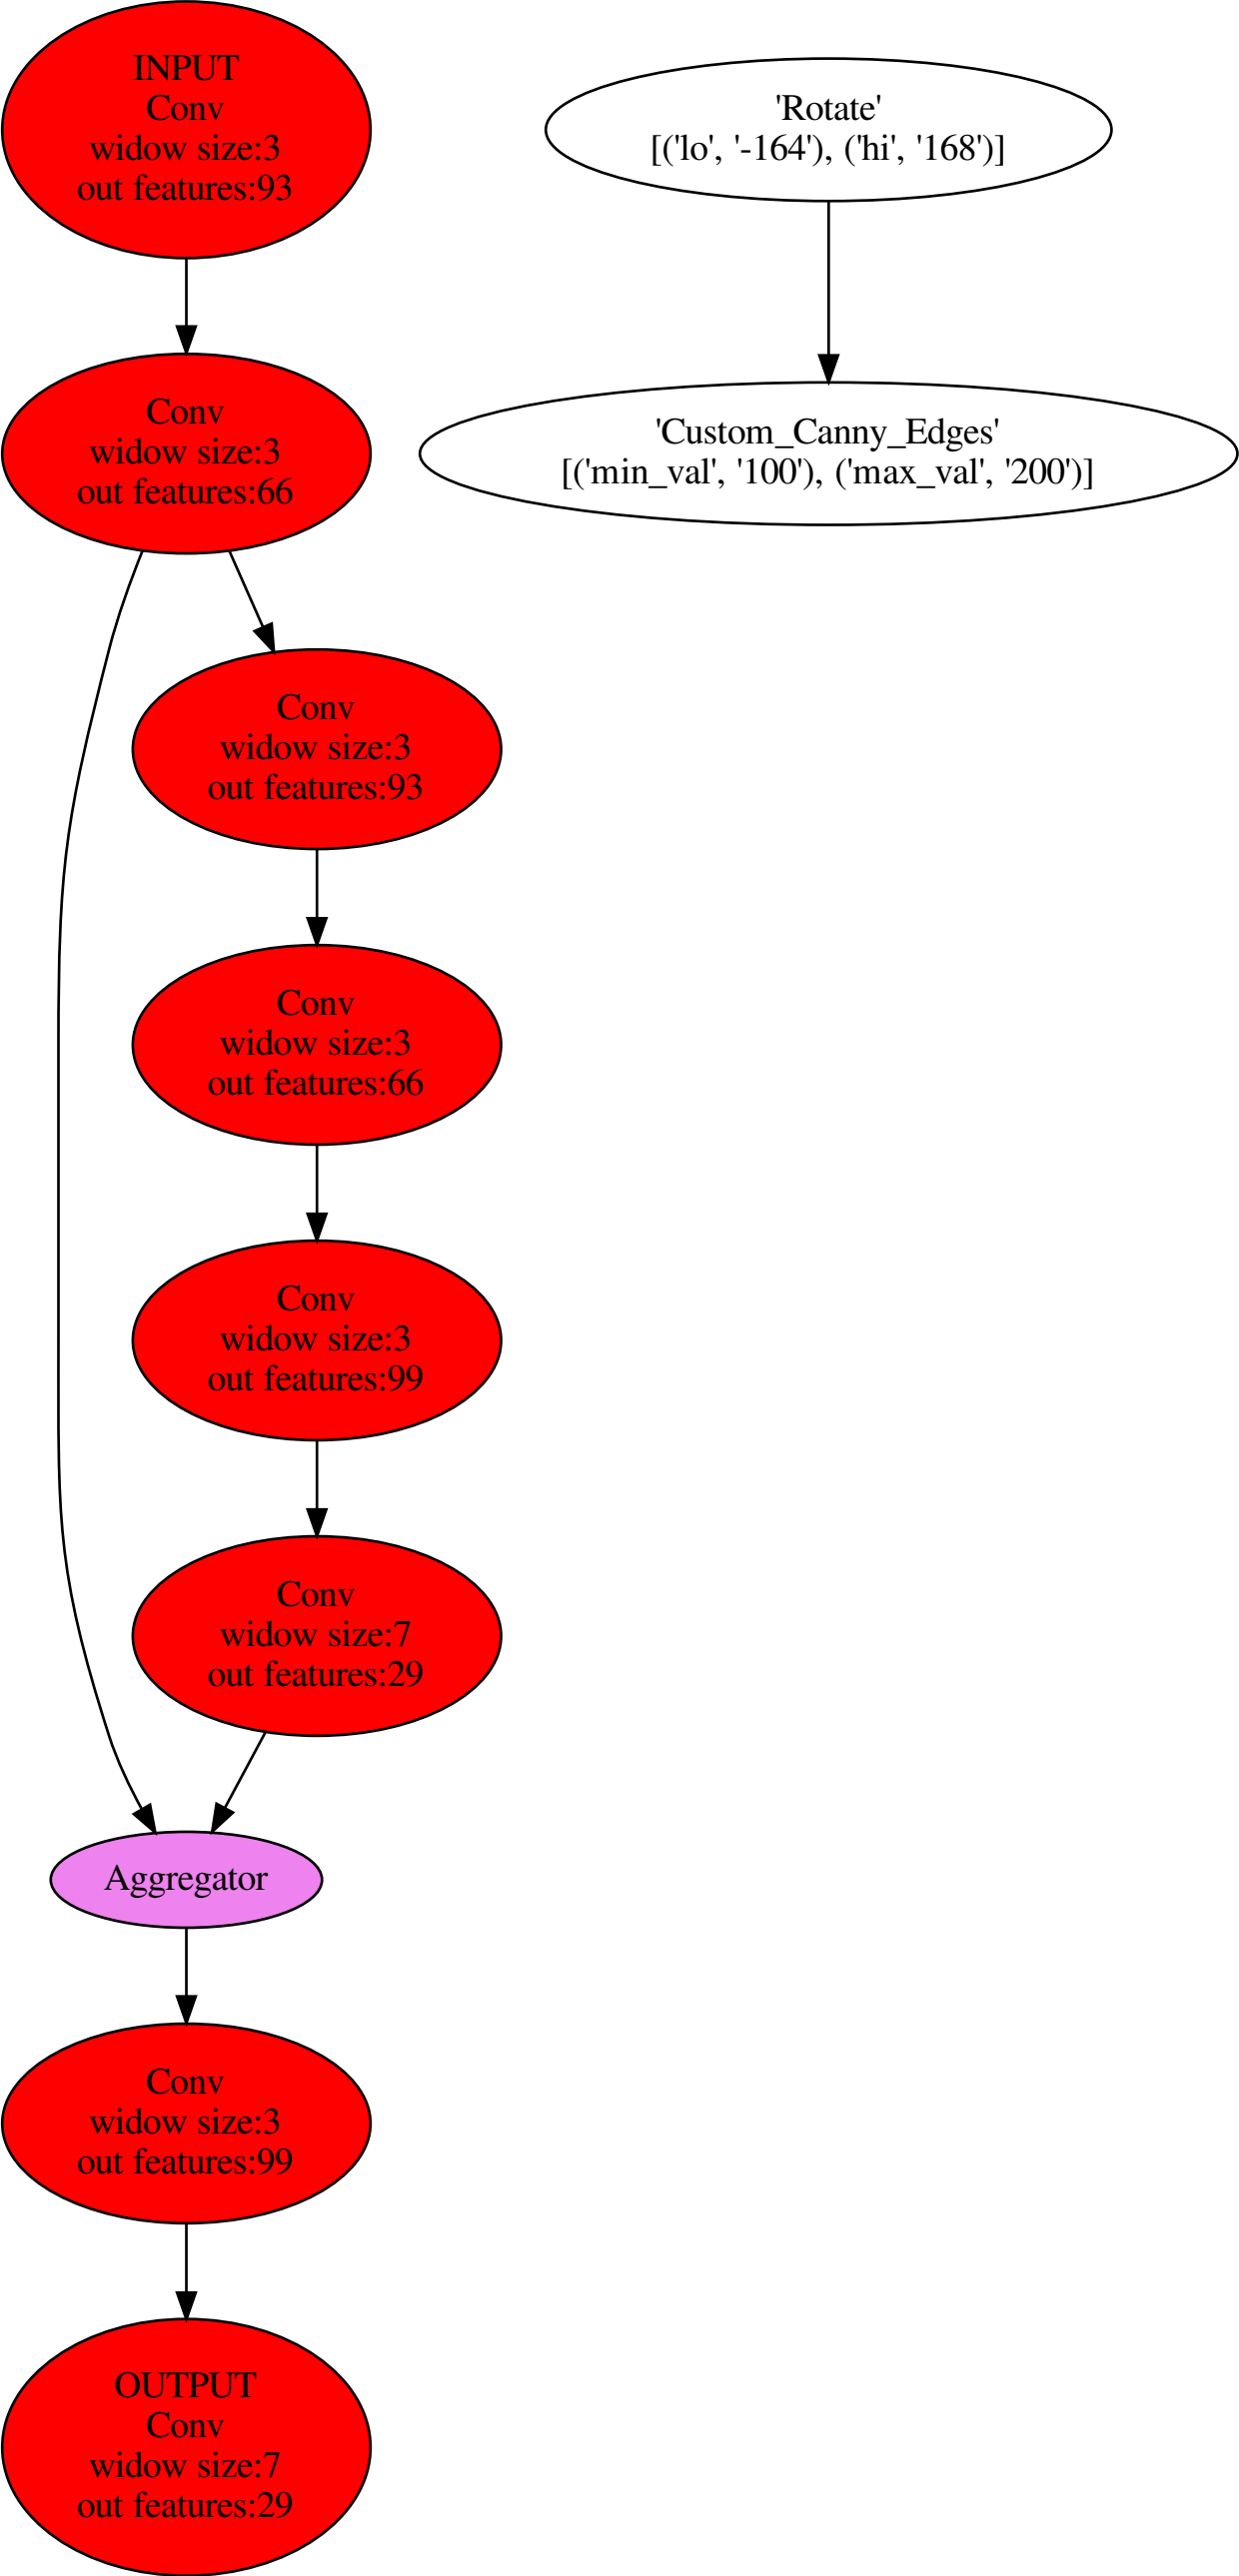 INPUT
Conv
widow size:3
out features:93
'Rotate'
[('lo', '-164'), ('hi', '168')]
Conv
widow size:3
out features:66
'Custom_Canny_Edges'
[('min_val', '100'), ('max_val', '200')]
Conv
widow size:3
out features:93
Conv
widow size:3
out features:66
Conv
widow size:3
out features:99
Conv
widow size:7
out features:29
Aggregator
Conv
widow size:3
out features:99
OUTPUT
Conv
widow size:7
out features:29